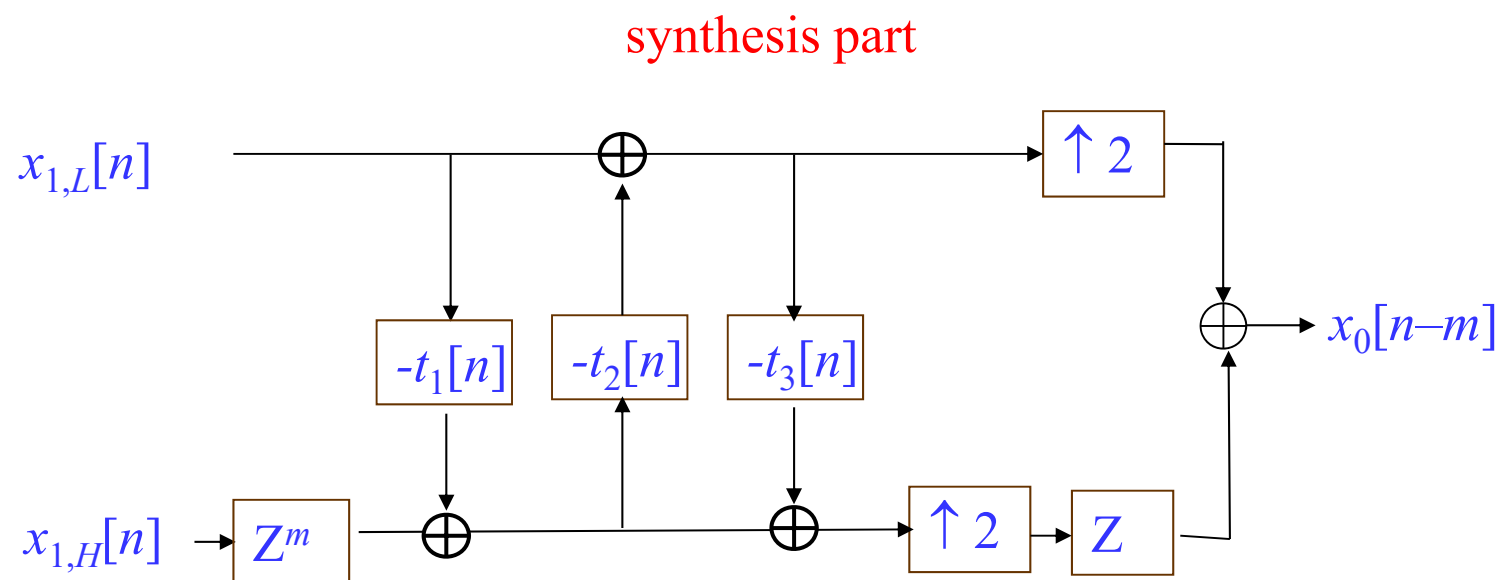 synthesis part
x₁,L[n]
↑ 2
-t₁[n]
-t₂[n]
-t₃[n]
x₀[n–m]
x₁,H[n]
Zᵐ
↑ 2
Z